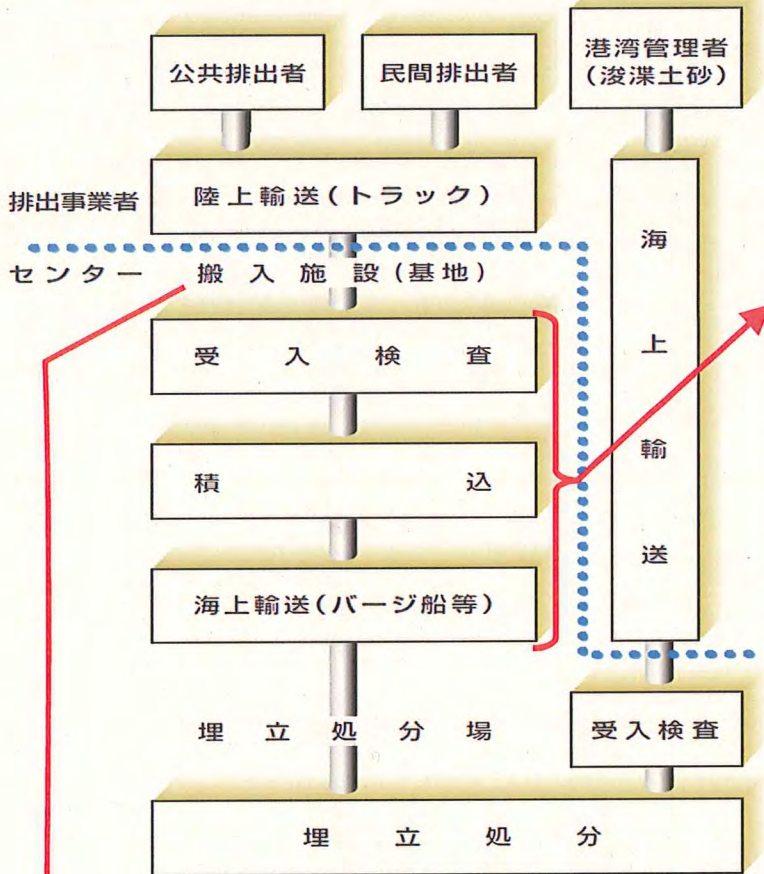 公共排出者
民間排出者
港湾管理者
(浚渫土砂)
排出事業者
陸上輸送(トラック)
センター
搬入施設(基地)
受入検査
積込
海上輸送(バージ船等)
海上輸送
埋立処分場
受入検査
埋立処分